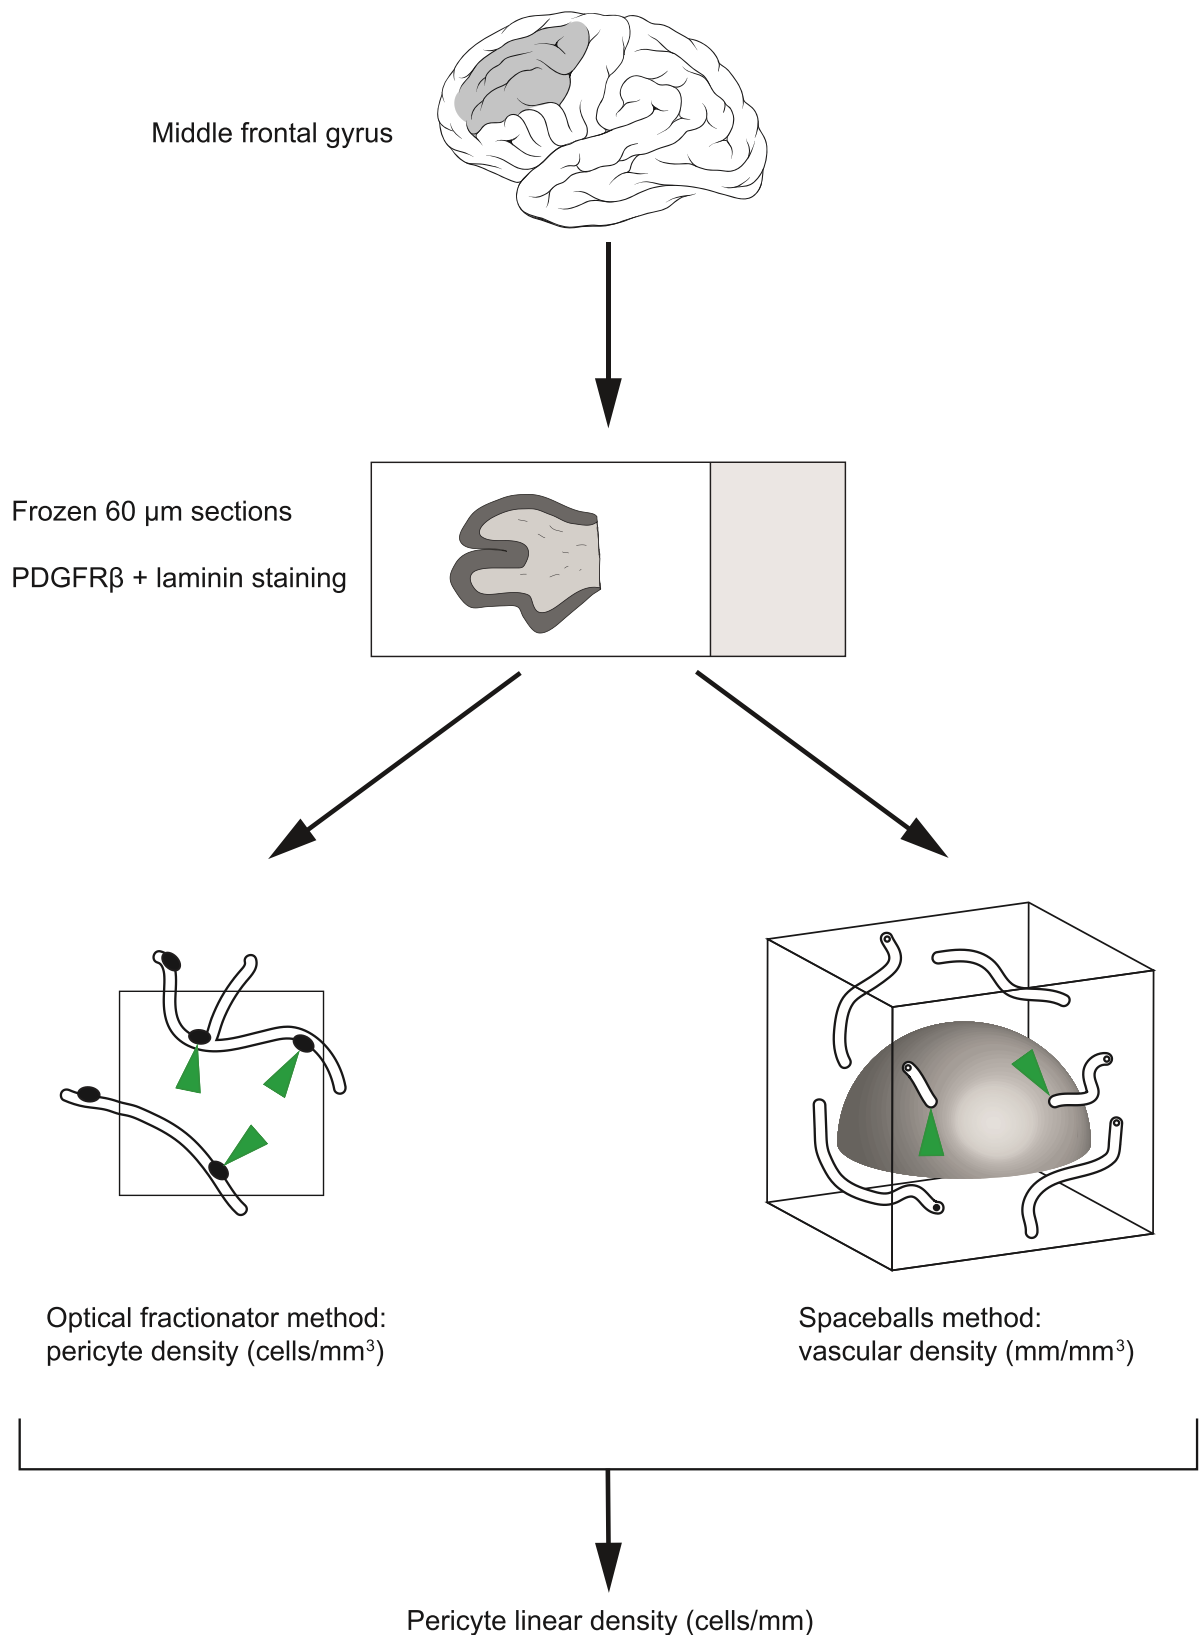 Middle frontal gyrus
Frozen 60 µm sections
PDGFRβ + laminin staining
Optical fractionator method:
pericyte density (cells/mm³)
Spaceballs method:
vascular density (mm/mm³)
Pericyte linear density (cells/mm)